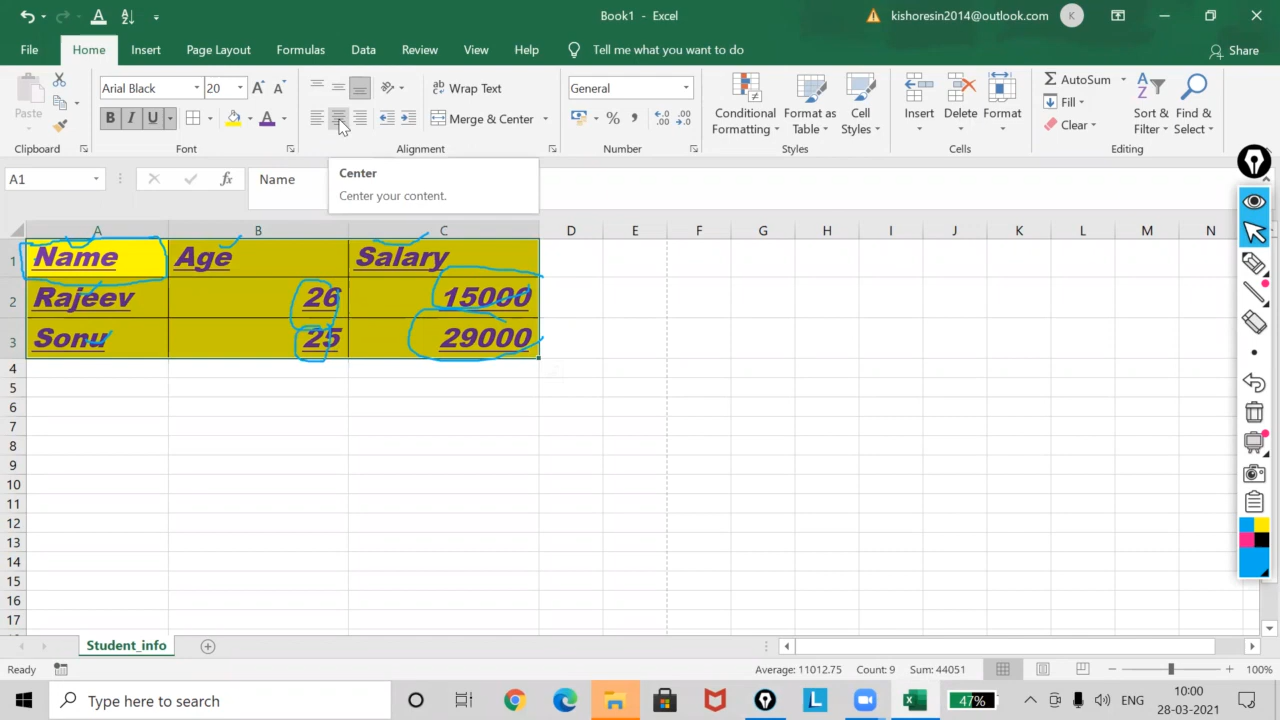 Book1 - Excel
kishoresin2014@outlook.com K
File Home Insert Page Layout Formulas Data Review View Help Tell me what you want to do Share
Paste
Arial Black 20 A A
B I U A
Wrap Text
Merge & Center
General
% ,
Conditional Formatting
Format as Table
Cell Styles
Insert
Delete
Format
AutoSum
Fill
Clear
Sort & Filter
Find & Select
Clipboard Font Alignment Number Styles Cells Editing
A1 fx Name
Center
Center your content.
A B C D E F G H I J K L M N
1 Name Age Salary
2 Rajeev 26 15000
3 Sonu 25 29000
4
5
6
7
8
9
10
11
12
13
14
15
16
17
Student_info
Ready Average: 11012.75 Count: 9 Sum: 44051 100%
Type here to search 47% ENG 10:00
28-03-2021